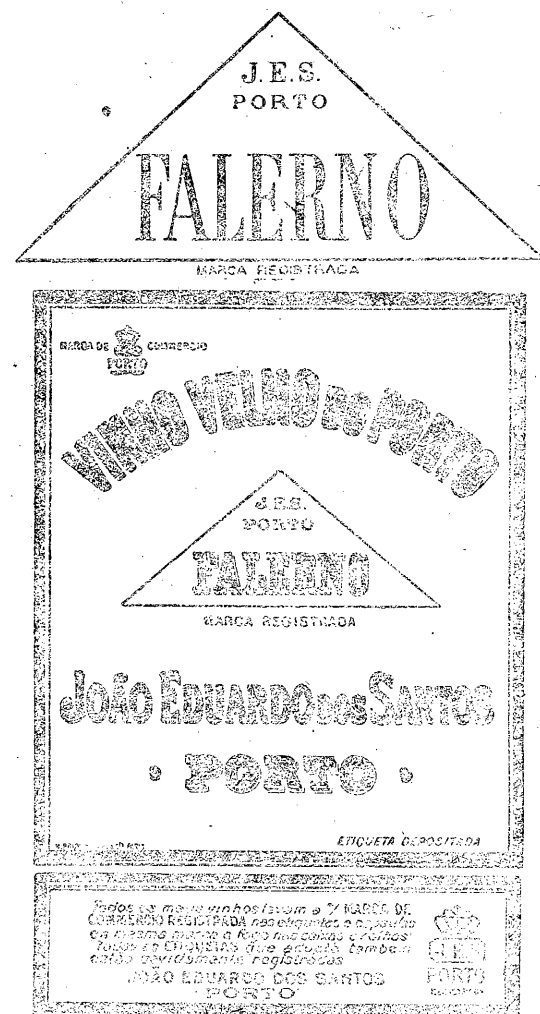 J.E.S.
PORTO
FALERNO
MARCA REGISTRADA
MARCA DE COMMERCIO
PORTO
VINHO VELHO DO PORTO
J.E.S.
PORTO
FALERNO
MARCA REGISTRADA
JOÃO EDUARDO DOS SANTOS
PORTO
ETIQUETA DEPOSITADA
Todos os meus vinhos levam a MARCA DE
COMMERCIO REGISTRADA nas etiquetas e capsulas
e a mesma marca a fogo nas caixas e rolhas
Todas as ETIQUETAS que adopto tambem
estão devidamente registradas
JOÃO EDUARDO DOS SANTOS
PORTO
PORTO